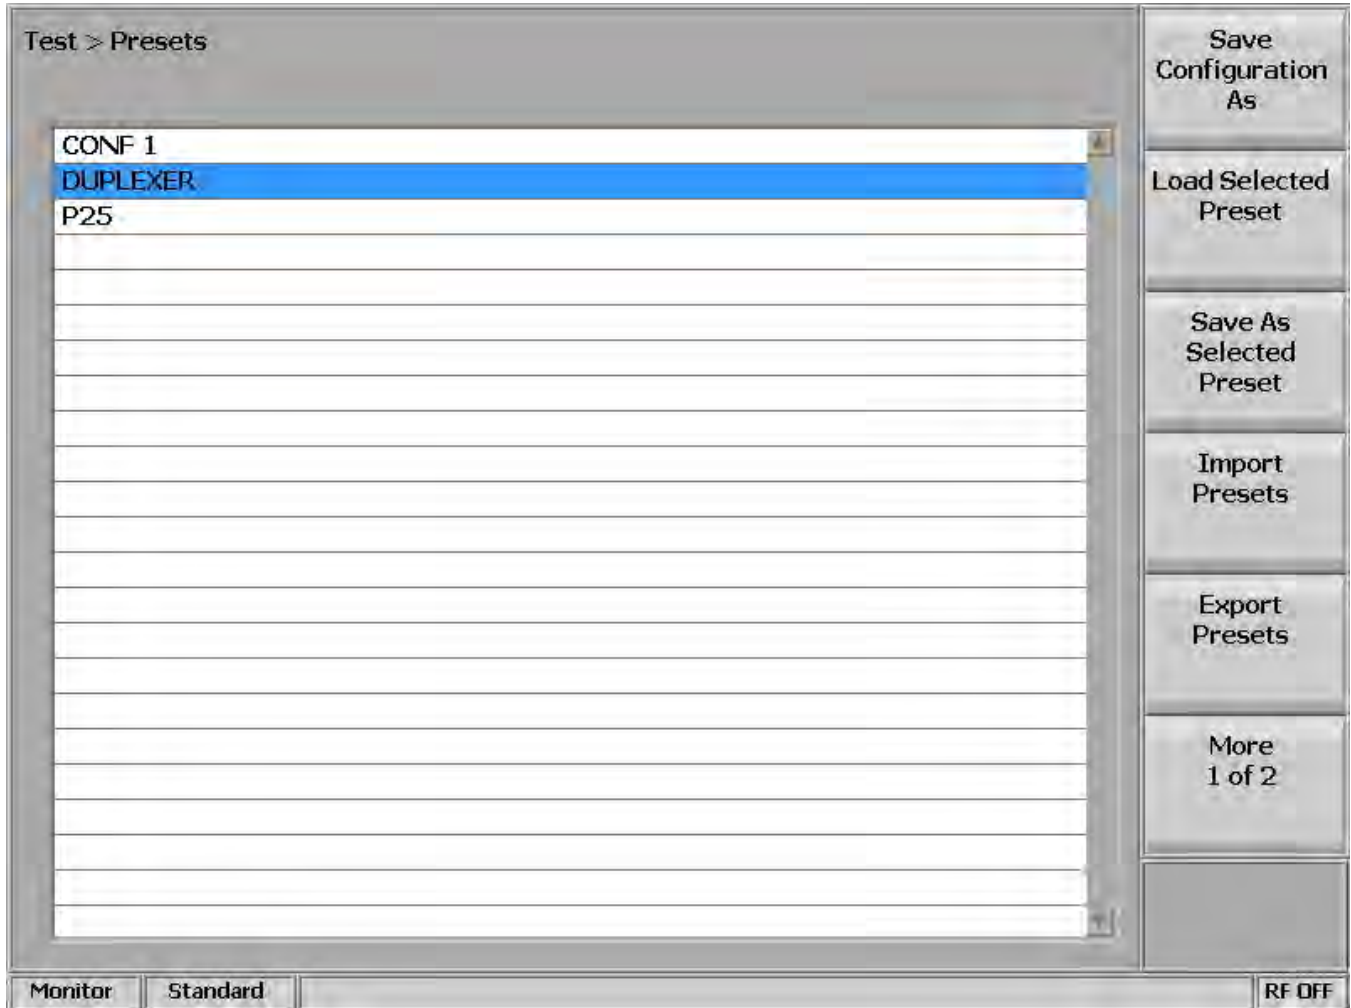 Test > Presets
CONF 1
DUPLEXER
P25
Save
Configuration
As
Load Selected
Preset
Save As
Selected
Preset
Import
Presets
Export
Presets
More
1 of 2
Monitor
Standard
RF OFF